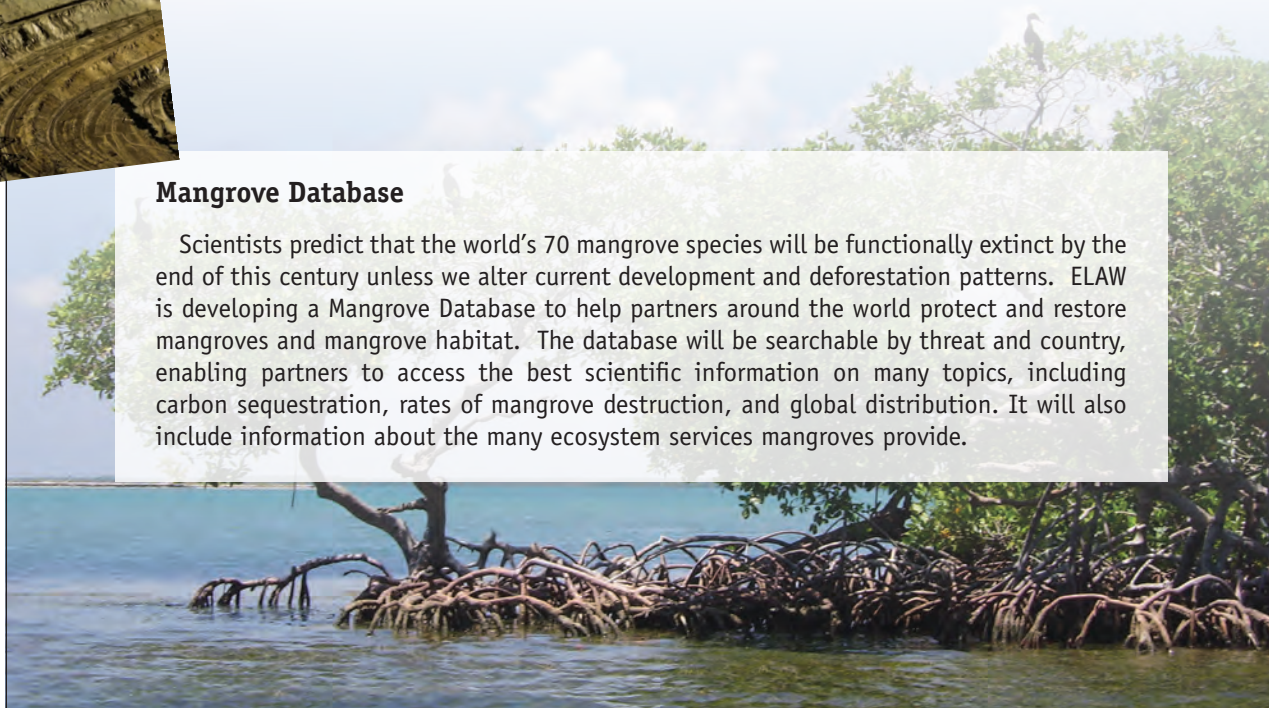 Mangrove Database
Scientists predict that the world's 70 mangrove species will be functionally extinct by the
end of this century unless we alter current development and deforestation patterns. ELAW
is developing a Mangrove Database to help partners around the world protect and restore
mangroves and mangrove habitat. The database will be searchable by threat and country,
enabling partners to access the best scientific information on many topics, including
carbon sequestration, rates of mangrove destruction, and global distribution. It will also
include information about the many ecosystem services mangroves provide.